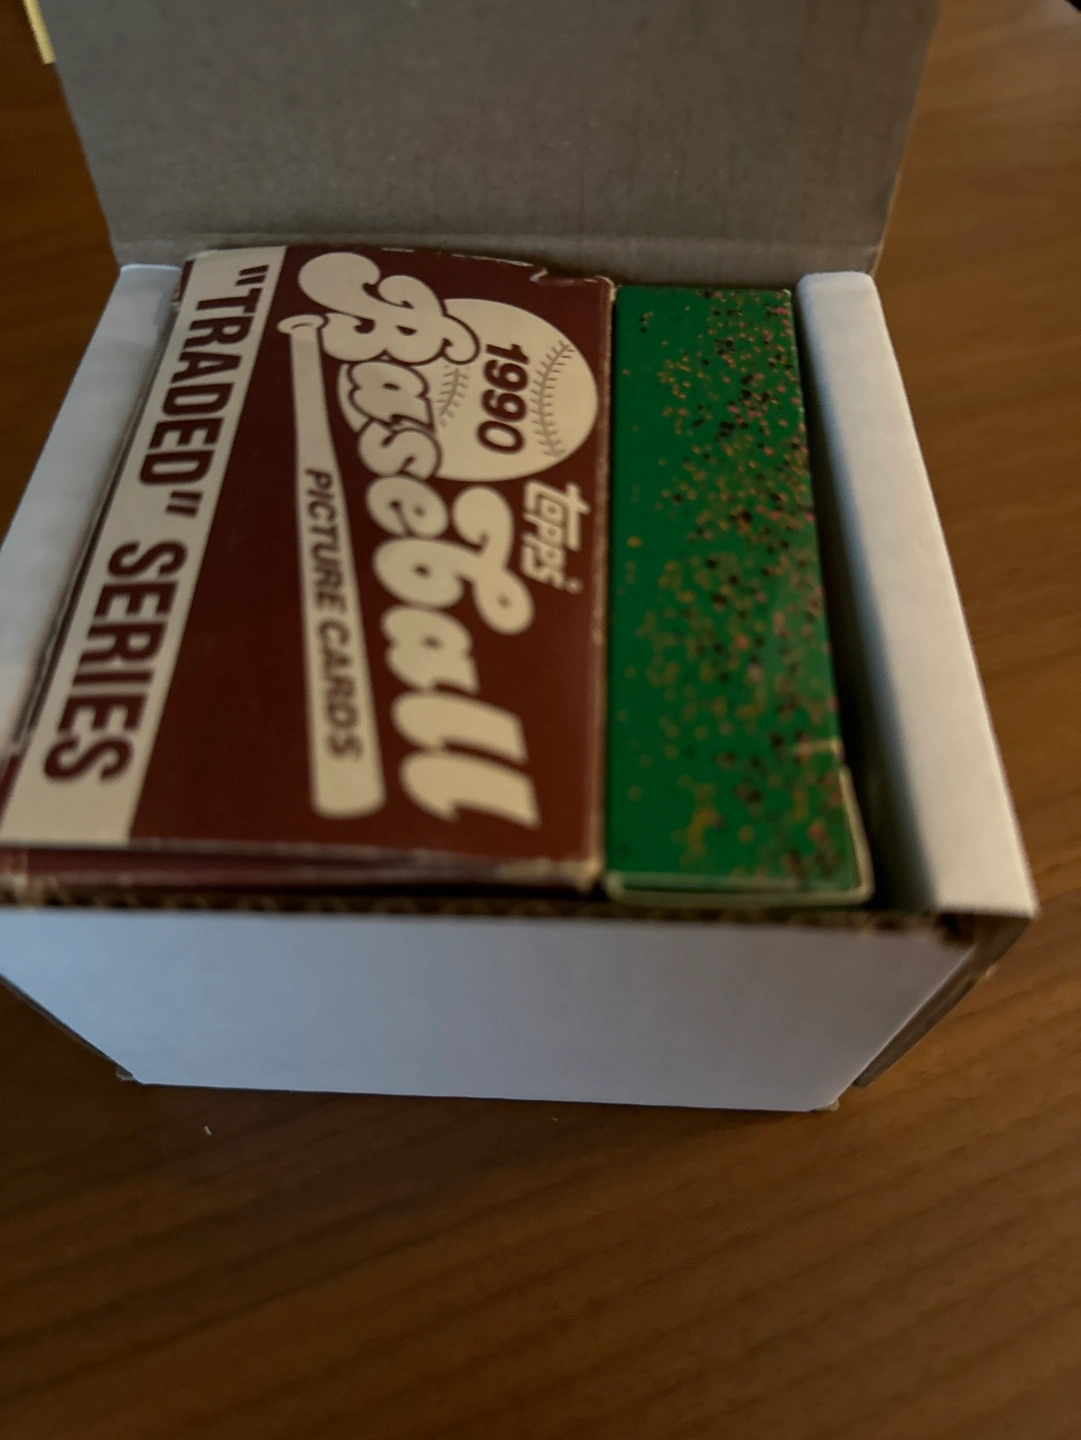 topps
1990
Baseball
PICTURE CARDS
"TRADED" SERIES